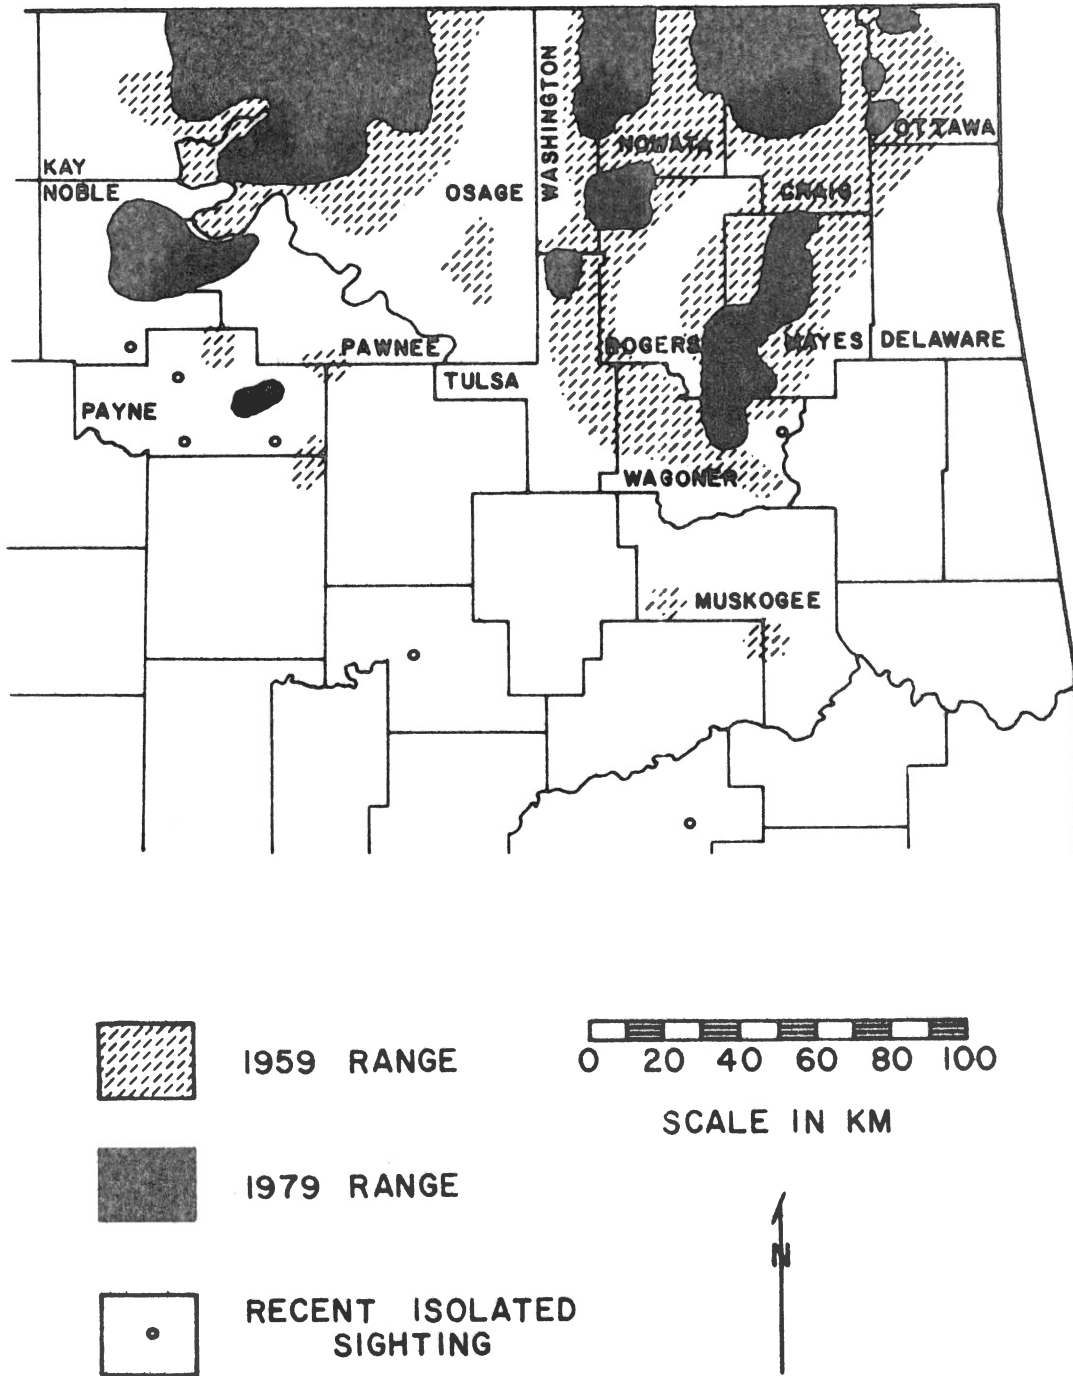 WASHINGTON
NOWATA
OTTAWA
KAY
NOBLE
OSAGE
CRAIG
PAWNEE
ROGERS
MAYES
DELAWARE
TULSA
PAYNE
WAGONER
MUSKOGEE
1959 RANGE
0 20 40 60 80 100
SCALE IN KM
1979 RANGE
N
RECENT ISOLATED
SIGHTING